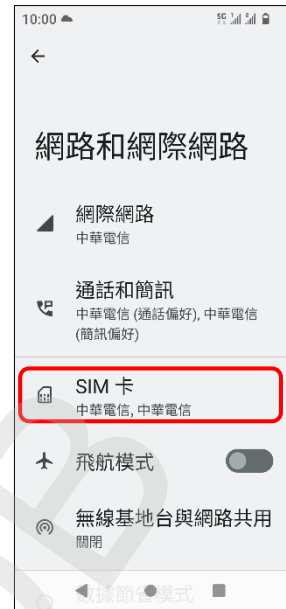 10:00
5G
網路和網際網路
網際網路
中華電信
通話和簡訊
中華電信 (通話偏好), 中華電信
(簡訊偏好)
SIM 卡
中華電信, 中華電信
飛航模式
無線基地台與網路共用
關閉
數據節省模式